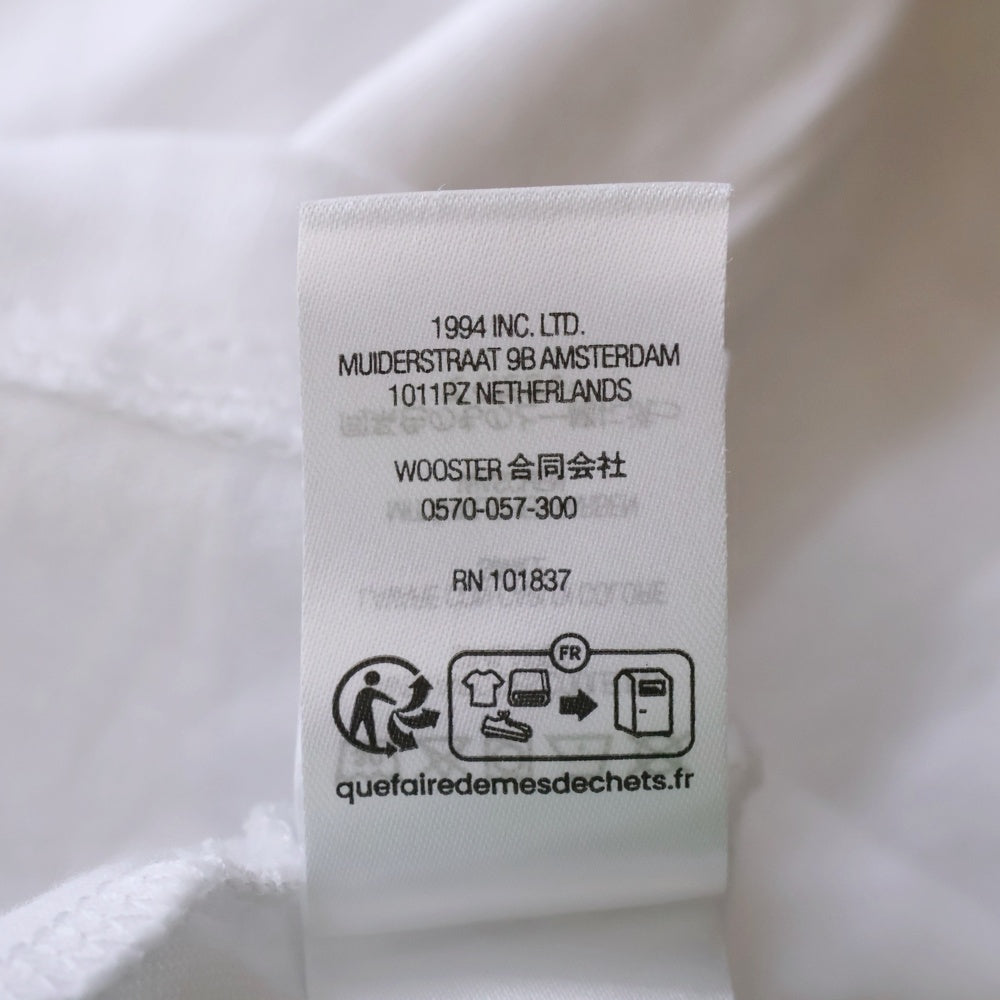 1994 INC. LTD.
MUIDERSTRAAT 9B AMSTERDAM
1011PZ NETHERLANDS
WOOSTER 合同会社
0570-057-300
RN 101837
FR
quefairedemesdechets.fr